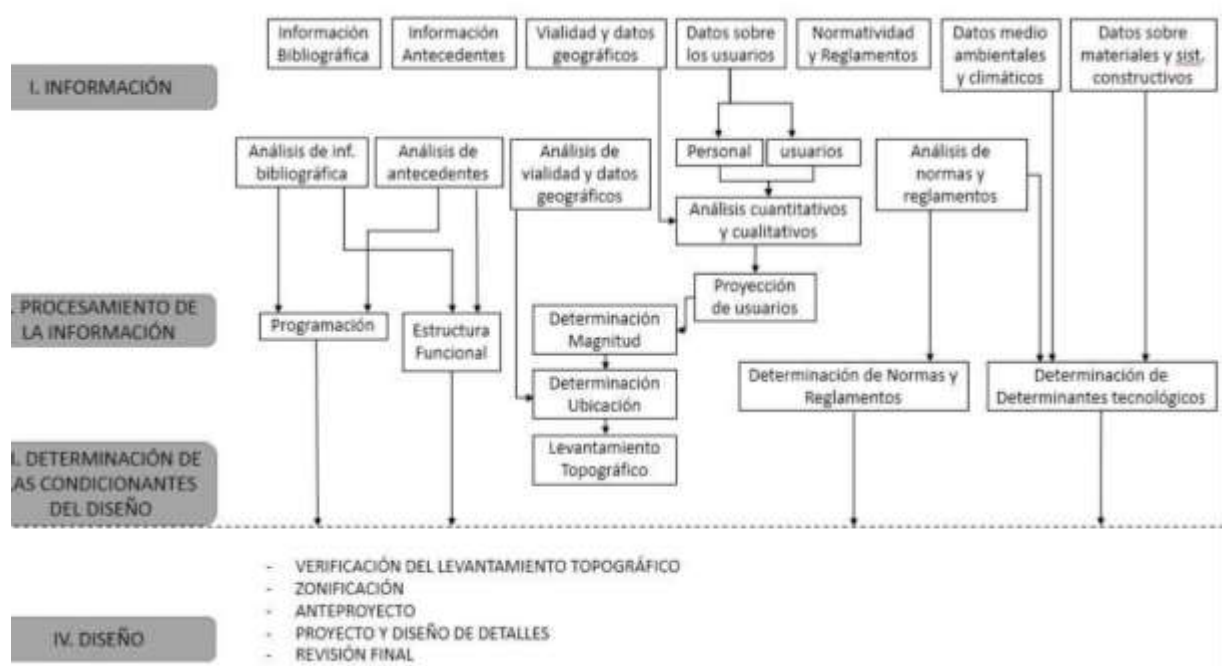 Información
Bibliográfica
Información
Antecedentes
Vialidad y datos
geográficos
Datos sobre
los usuarios
Normatividad
y Reglamentos
Datos medio
ambientales
y climáticos
Datos sobre
materiales y sist.
constructivos
I. INFORMACIÓN
Análisis de inf.
bibliográfica
Análisis de
antecedentes
Análisis de
vialidad y datos
geográficos
Personal
usuarios
Análisis de
normas y
reglamentos
Análisis cuantitativos
y cualitativos
Proyección
de usuarios
. PROCESAMIENTO DE
LA INFORMACIÓN
Programación
Estructura
Funcional
Determinación
Magnitud
Determinación
Ubicación
Determinación de Normas y
Reglamentos
Determinación de
Determinantes tecnológicos
Levantamiento
Topográfico
I. DETERMINACIÓN DE
AS CONDICIONANTES
DEL DISEÑO
- VERIFICACIÓN DEL LEVANTAMIENTO TOPOGRÁFICO
- ZONIFICACIÓN
- ANTEPROYECTO
- PROYECTO Y DISEÑO DE DETALLES
- REVISIÓN FINAL
IV. DISEÑO